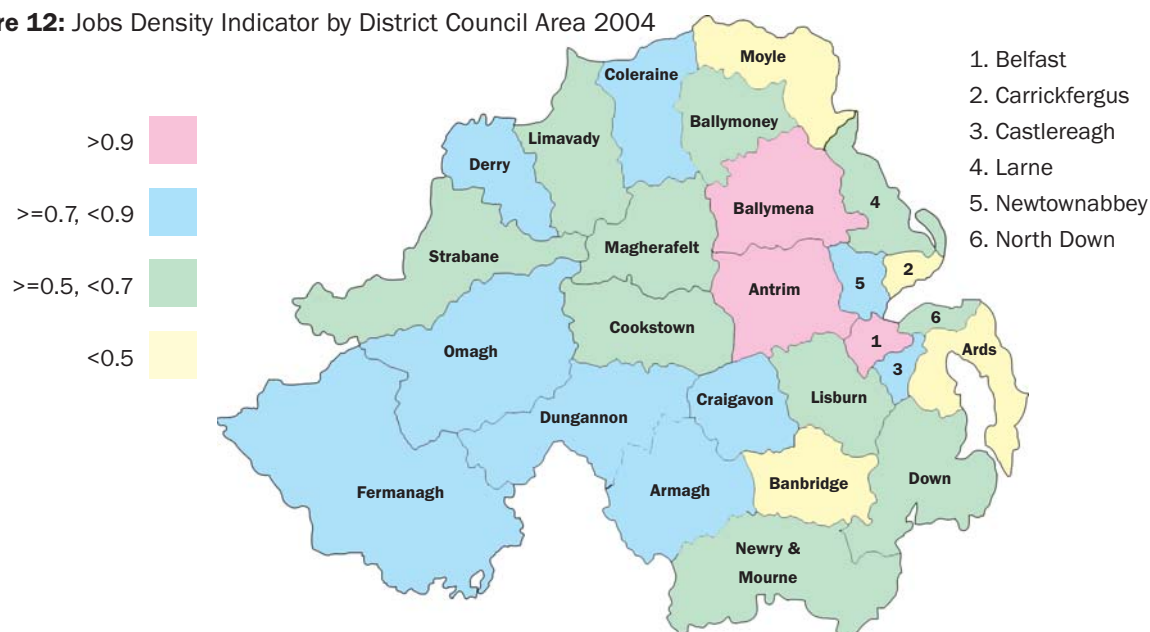 re 12: Jobs Density Indicator by District Council Area 2004
>0.9
>=0.7, <0.9
>=0.5, <0.7
<0.5
1. Belfast
2. Carrickfergus
3. Castlereagh
4. Larne
5. Newtownabbey
6. North Down
Moyle
Coleraine
Ballymoney
Limavady
Derry
Ballymena
4
Magherafelt
Strabane
5
2
Antrim
Cookstown
6
1
Ards
Omagh
3
Craigavon
Lisburn
Dungannon
Down
Banbridge
Armagh
Fermanagh
Newry &
Mourne